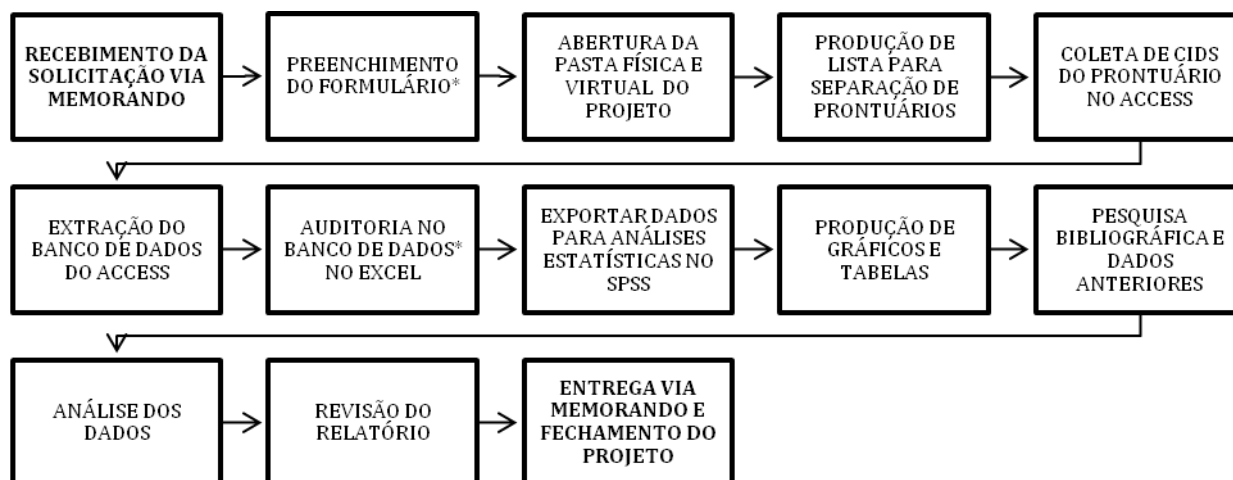 RECEBIMENTO DA
SOLICITAÇÃO VIA
MEMORANDO
PREENCHIMENTO
DO FORMULÁRIO*
ABERTURA DA
PASTA FÍSICA E
VIRTUAL DO
PROJETO
PRODUÇÃO DE
LISTA PARA
SEPARAÇÃO DE
PRONTUÁRIOS
COLETA DE CIDS
DO PRONTUÁRIO
NO ACCESS
EXTRAÇÃO DO
BANCO DE DADOS
DO ACCESS
AUDITORIA NO
BANCO DE DADOS*
NO EXCEL
EXPORTAR DADOS
PARA ANÁLISES
ESTATÍSTICAS NO
SPSS
PRODUÇÃO DE
GRÁFICOS E
TABELAS
PESQUISA
BIBLIOGRÁFICA E
DADOS
ANTERIORES
ANÁLISE DOS
DADOS
REVISÃO DO
RELATÓRIO
ENTREGA VIA
MEMORANDO E
FECHAMENTO DO
PROJETO